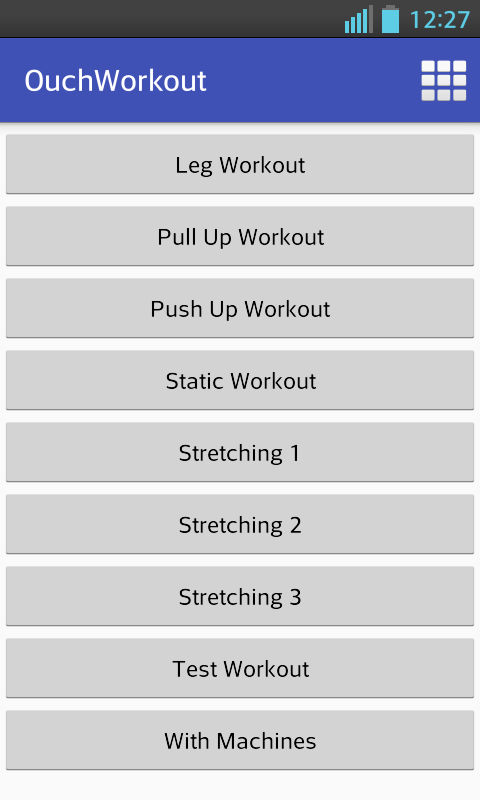 12:27
OuchWorkout
Leg Workout
Pull Up Workout
Push Up Workout
Static Workout
Stretching 1
Stretching 2
Stretching 3
Test Workout
With Machines